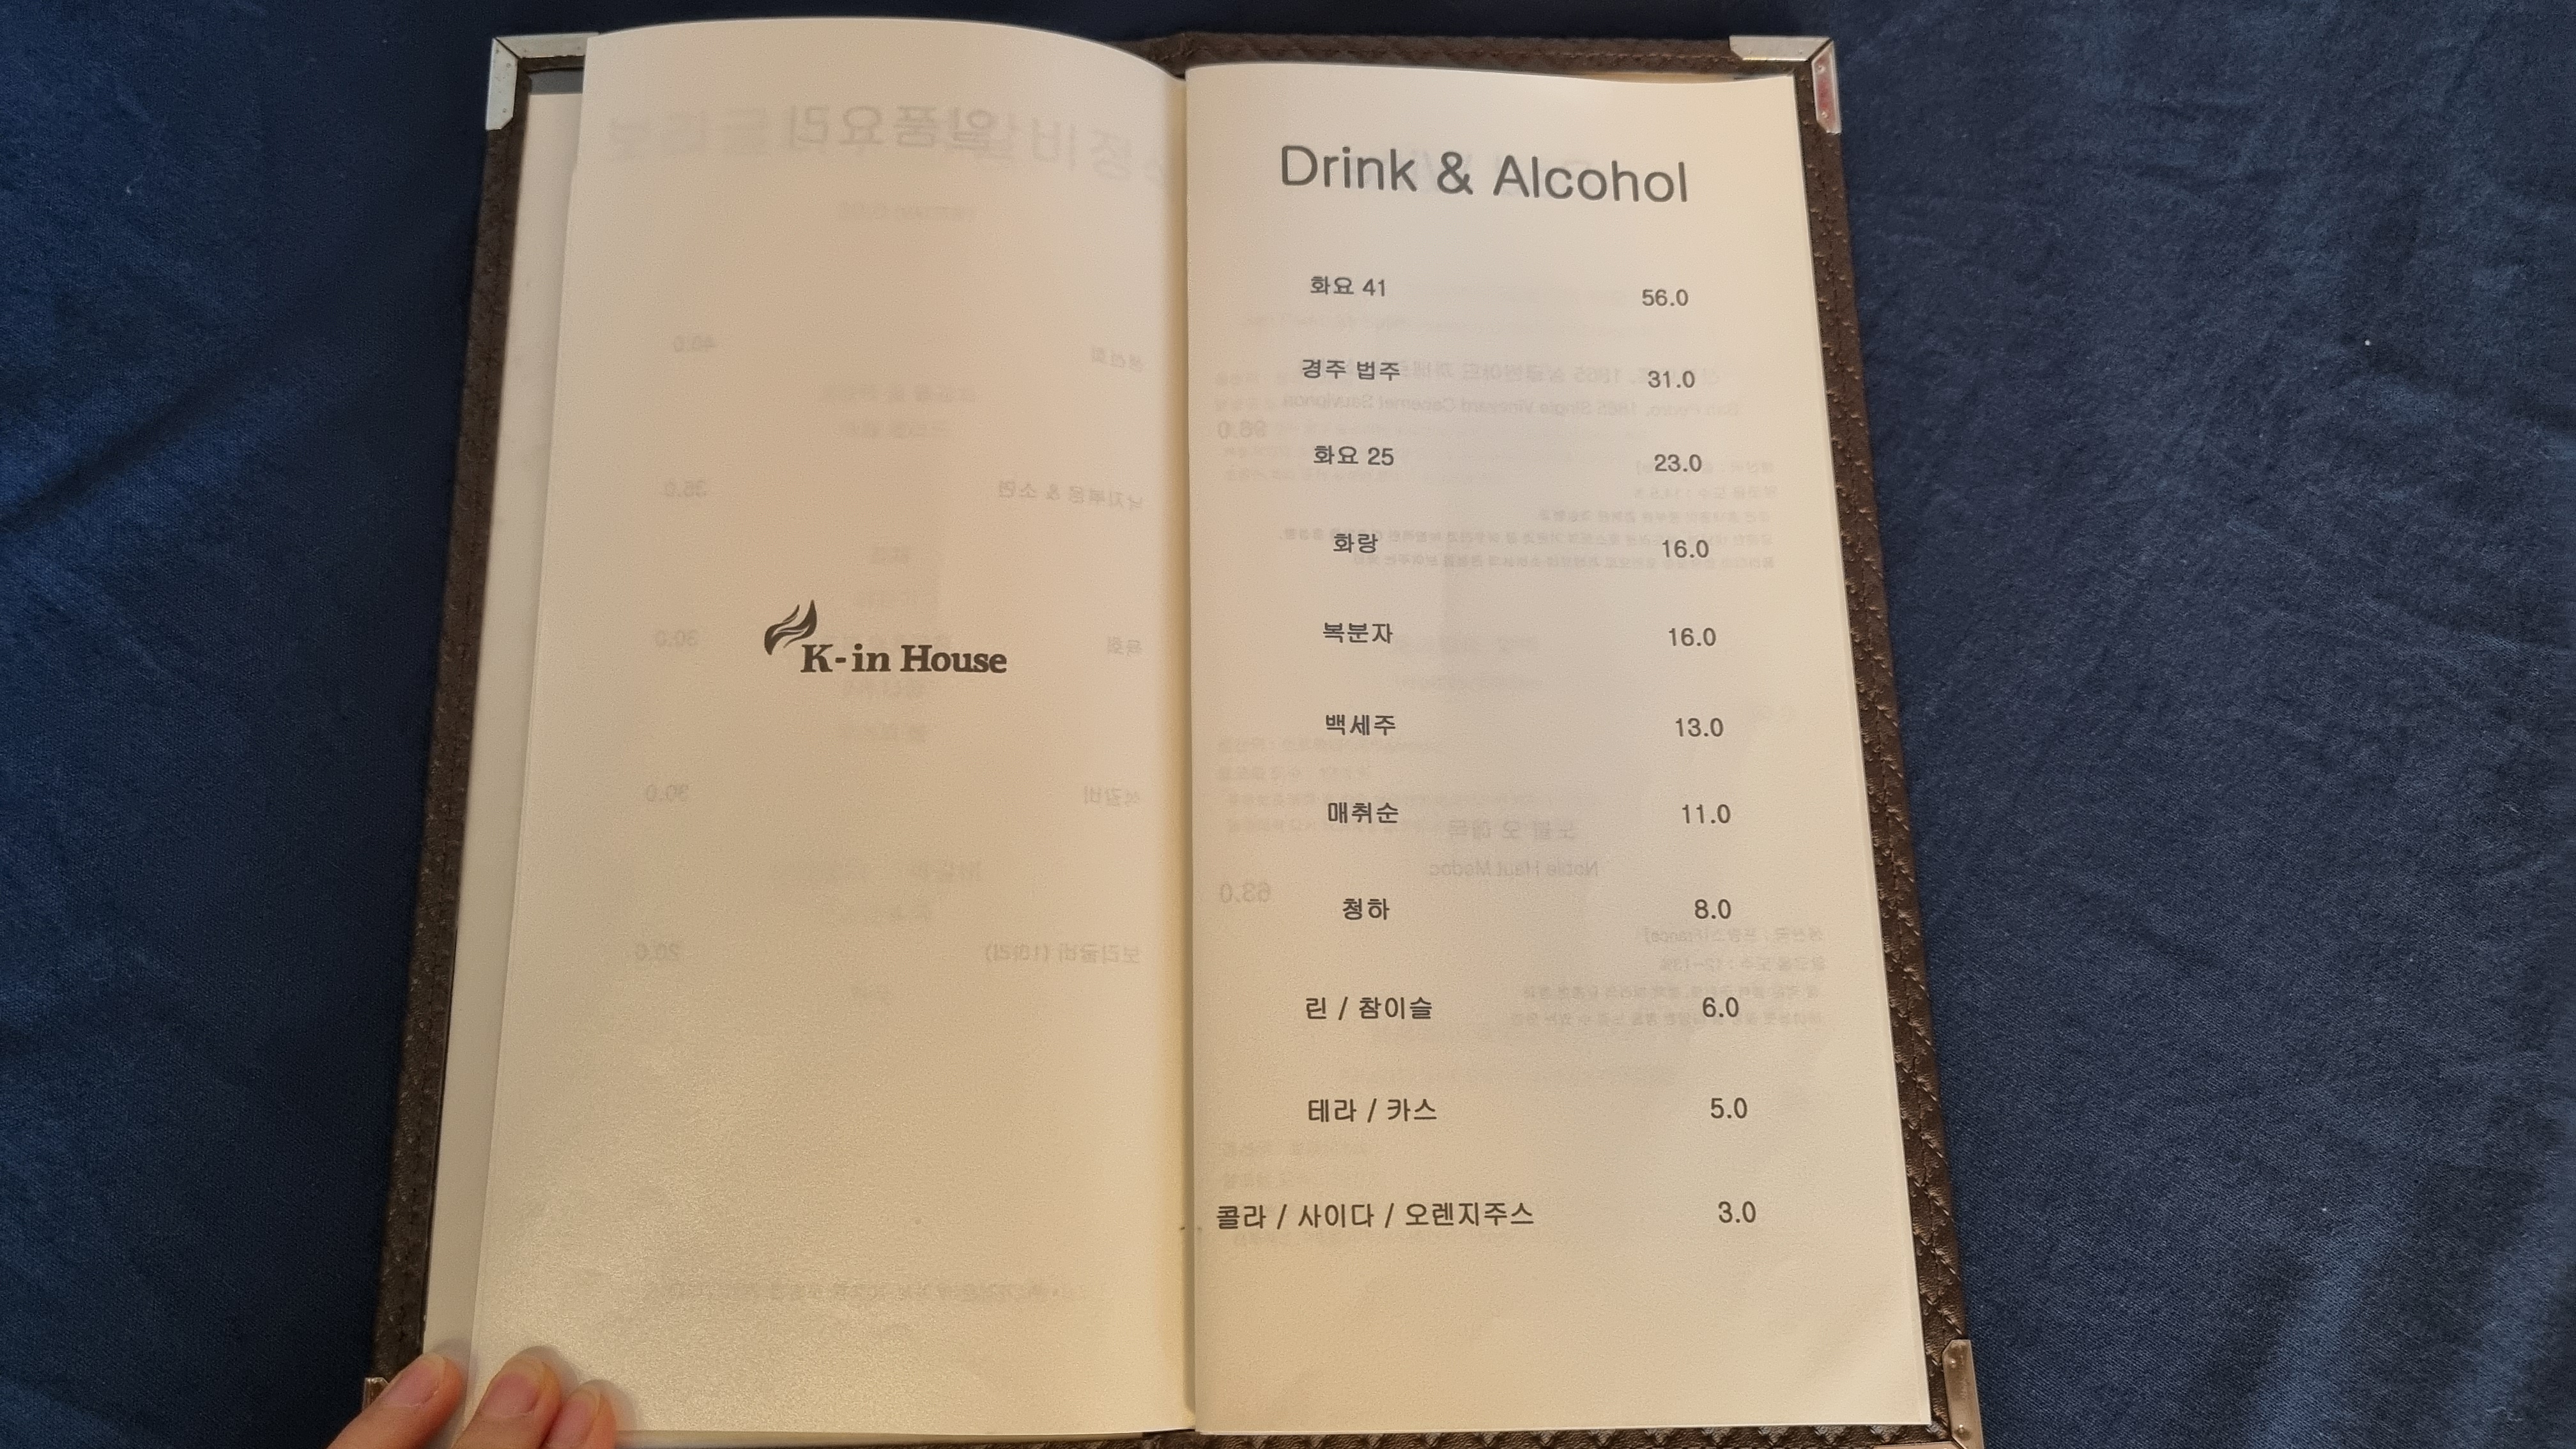 K-in House
Drink & Alcohol
화요 41 56.0
경주 법주 31.0
화요 25 23.0
화랑 16.0
복분자 16.0
백세주 13.0
매취순 11.0
청하 8.0
린 / 참이슬 6.0
테라 / 카스 5.0
콜라 / 사이다 / 오렌지주스 3.0